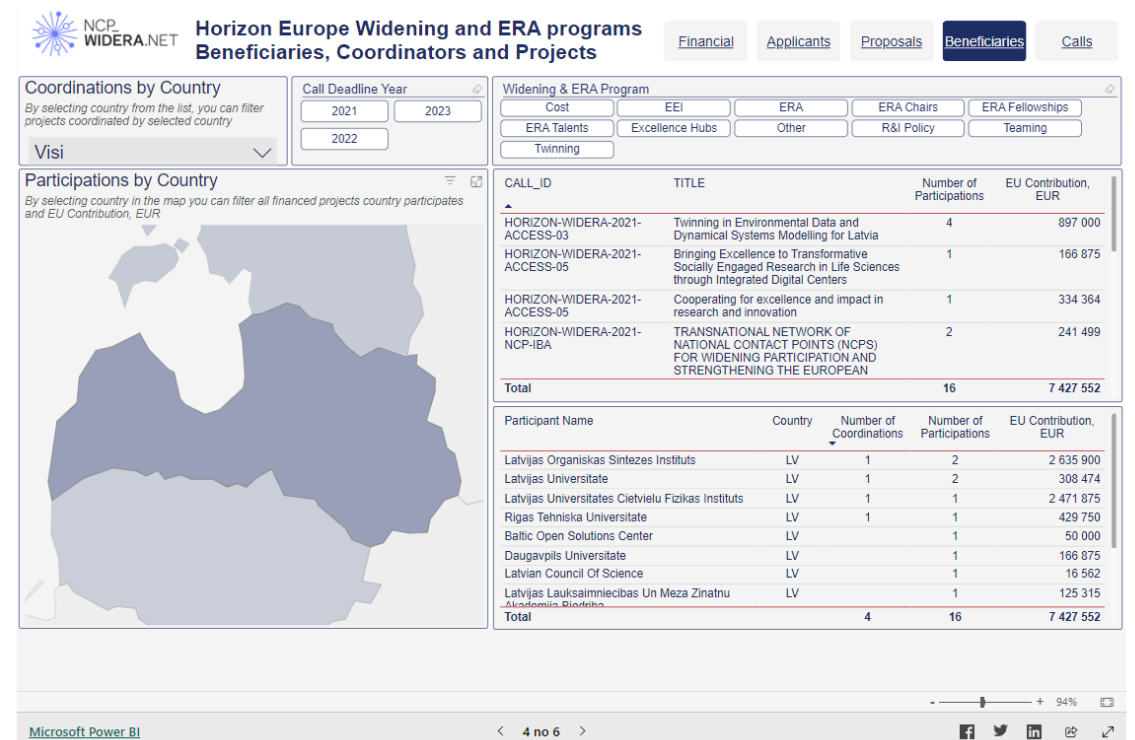 NCP_
WIDERA.NET
Horizon Europe Widening and ERA programs
Beneficiaries, Coordinators and Projects
Financial
Applicants
Proposals
Beneficiaries
Calls
Coordinations by Country
By selecting country from the list, you can filter
projects coordinated by selected country
Visi
Call Deadline Year
2021 2023
2022
Widening & ERA Program
Cost EEI ERA ERA Chairs ERA Fellowships
ERA Talents Excellence Hubs Other R&I Policy Teaming
Twinning
Participations by Country
By selecting country in the map you can filter all financed projects country participates
and EU Contribution, EUR
CALL_ID TITLE Number of EU Contribution,
Participations EUR
HORIZON-WIDERA-2021- Twinning in Environmental Data and 4 897 000
ACCESS-03 Dynamical Systems Modelling for Latvia
HORIZON-WIDERA-2021- Bringing Excellence to Transformative 1 166 875
ACCESS-05 Socially Engaged Research in Life Sciences
through Integrated Digital Centers
HORIZON-WIDERA-2021- Cooperating for excellence and impact in 1 334 364
ACCESS-05 research and innovation
HORIZON-WIDERA-2021- TRANSNATIONAL NETWORK OF 2 241 499
NCP-IBA NATIONAL CONTACT POINTS (NCPS)
FOR WIDENING PARTICIPATION AND
STRENGTHENING THE EUROPEAN
Total 16 7 427 552
Participant Name Country Number of Number of EU Contribution,
Coordinations Participations EUR
Latvijas Organiskas Sintezes Instituts LV 1 2 2 635 900
Latvijas Universitate LV 1 2 308 474
Latvijas Universitates Cietvielu Fizikas Instituts LV 1 1 2 471 875
Rigas Tehniska Universitate LV 1 1 429 750
Baltic Open Solutions Center LV 1 50 000
Daugavpils Universitate LV 1 166 875
Latvian Council Of Science LV 1 16 562
Latvijas Lauksaimniecibas Un Meza Zinatnu LV 1 125 315
Akademija Biedriba
Total 4 16 7 427 552
- + 94%
Microsoft Power BI
< 4 no 6 >